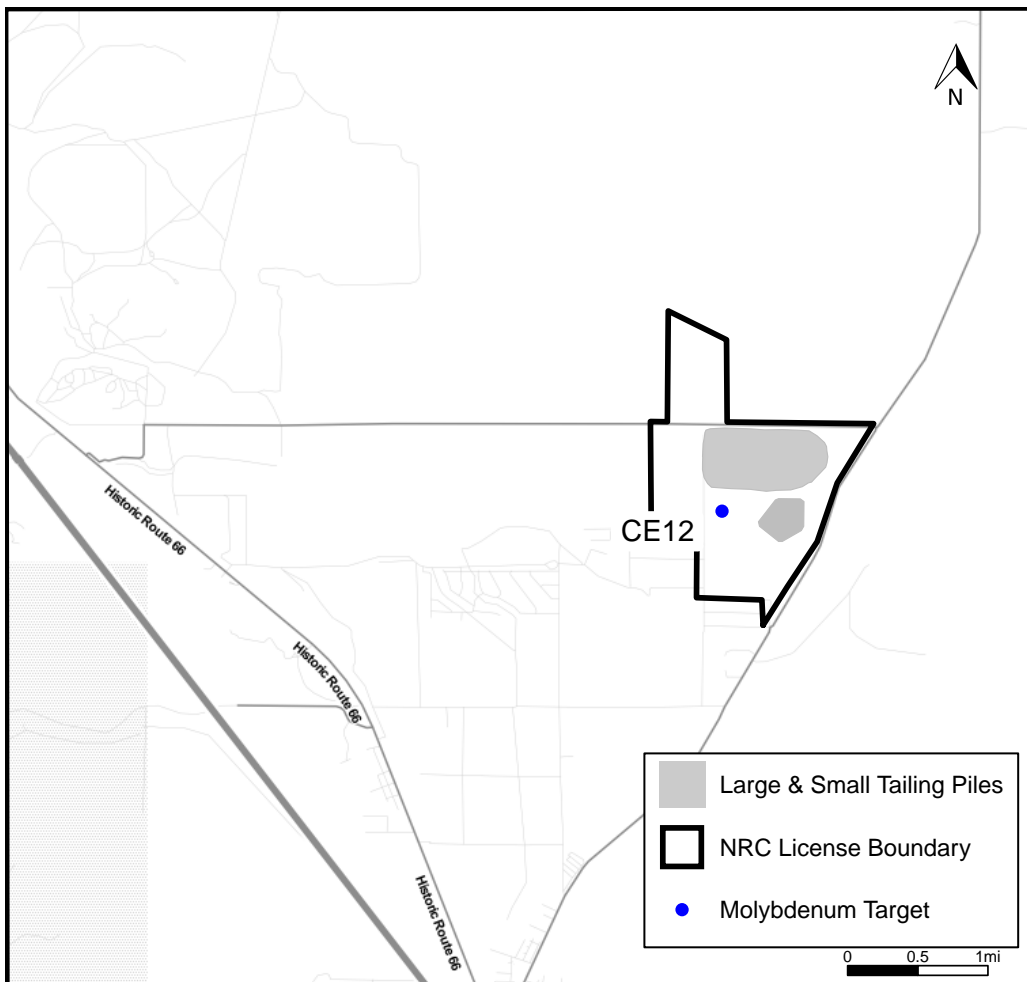 N
Historic Route 66
CE12
Historic Route 66
Historic Route 66
Large & Small Tailing Piles
NRC License Boundary
Molybdenum Target
0 0.5 1mi